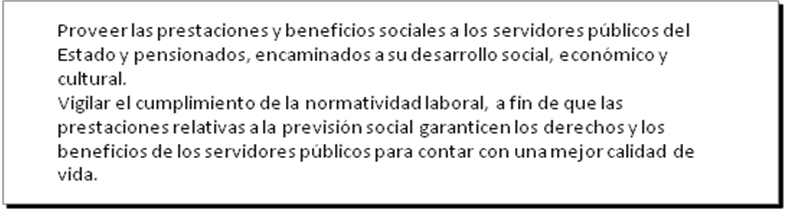 Proveer las prestaciones y beneficios sociales a los servidores públicos del
Estado y pensionados, encaminados a su desarrollo social, económico y
cultural.
Vigilar el cumplimiento de la normatividad laboral, a fin de que las
prestaciones relativas a la previsión social garanticen los derechos y los
beneficios de los servidores públicos para contar con una mejor calidad de
vida.